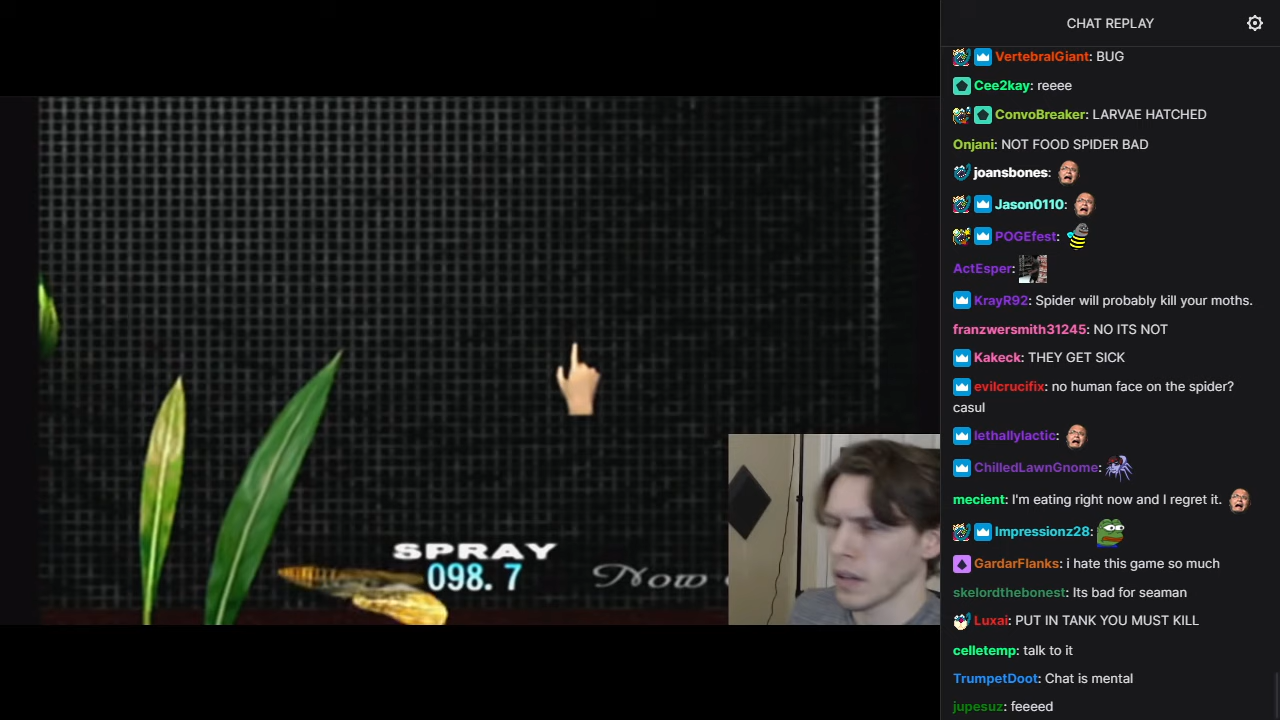 CHAT REPLAY
VertebralGiant: BUG
Cee2kay: reeee
ConvoBreaker: LARVAE HATCHED
Onjani: NOT FOOD SPIDER BAD
joansbones:
Jason0110:
POGEfest:
ActEsper:
KrayR92: Spider will probably kill your moths.
franzwersmith31245: NO ITS NOT
Kakeck: THEY GET SICK
evilcrucifix: no human face on the spider?
casul
lethallylactic:
ChilledLawnGnome:
mecient: I'm eating right now and I regret it.
Impressionz28:
GardarFlanks: i hate this game so much
skelordthebonest: Its bad for seaman
Luxai: PUT IN TANK YOU MUST KILL
celletemp: talk to it
TrumpetDoot: Chat is mental
jupesuz: feeeed
SPRAY
098. 7
Now